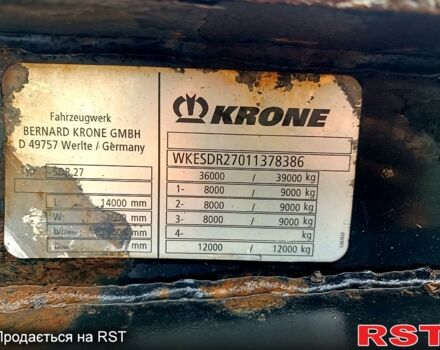 Fahrzeugwerk
BERNARD KRONE GMBH
D 49757 Werlte / Germany
KRONE
WKESDR27011378386
Typ SDR 27
36000 / 39000 kg
1- 8000 / 9000 kg
2- 8000 / 9000 kg
3- 8000 / 9000 kg
4- kg
12000 / 12000 kg
L: 14000 mm
W: mm
mm
mm
Продається на RST
RST